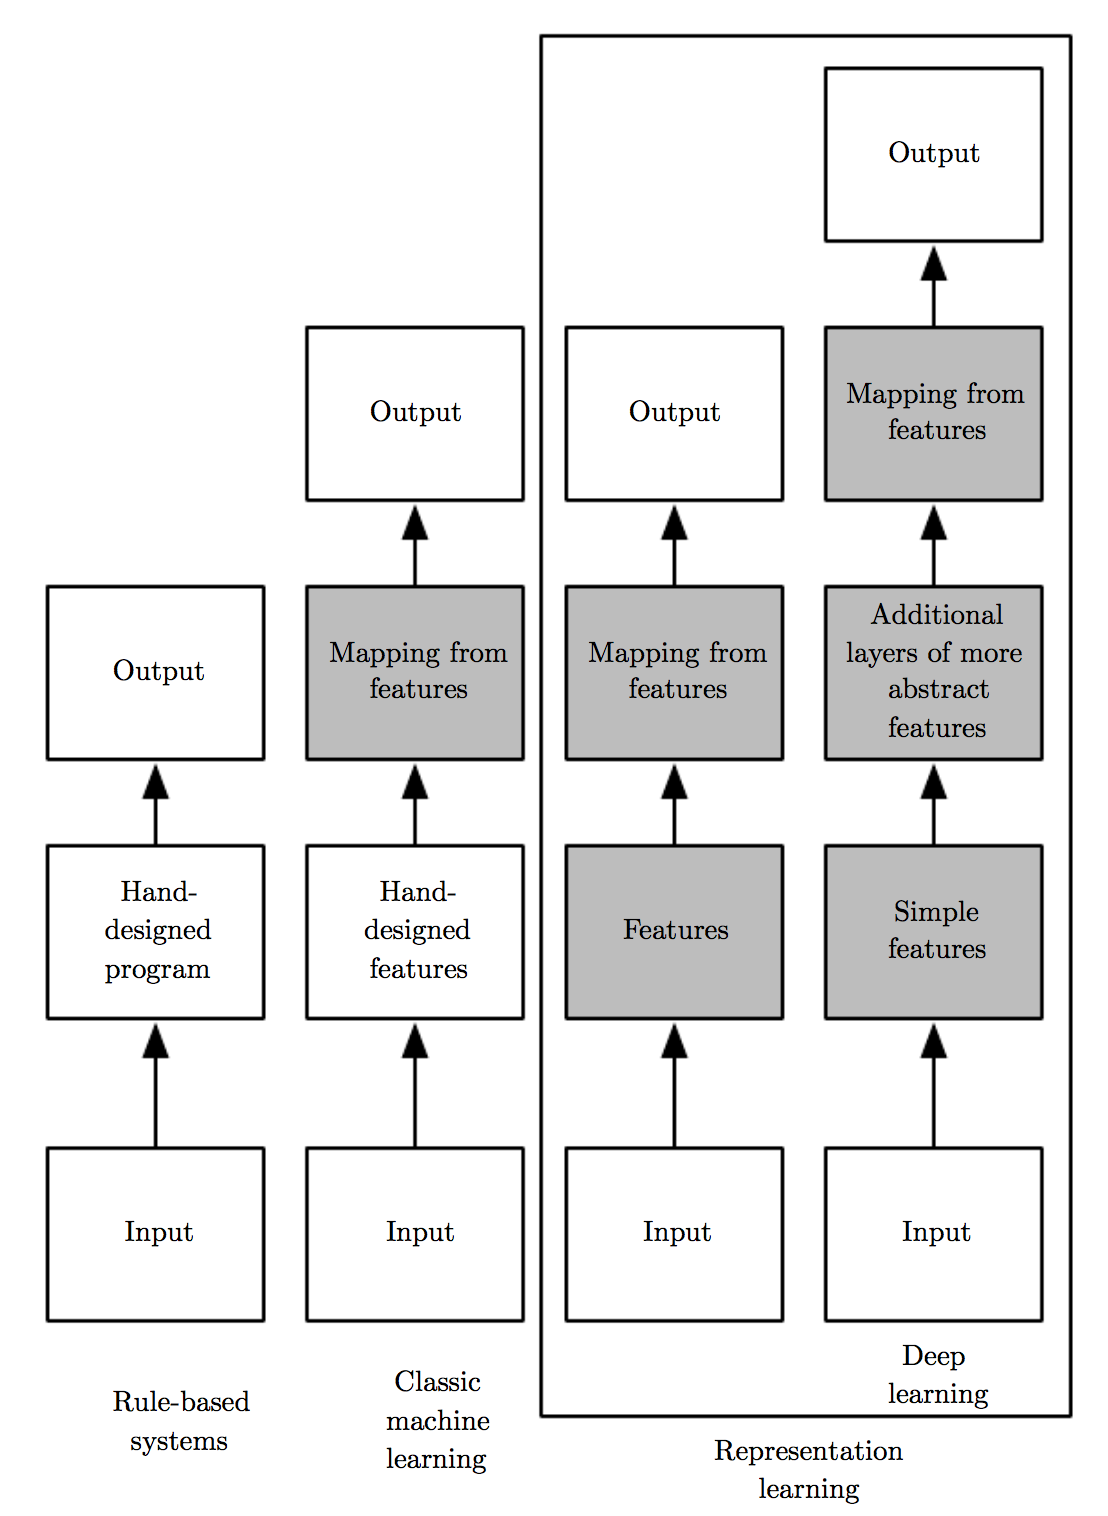 Output
Output
Output
Mapping from
features
Output
Mapping from
features
Mapping from
features
Additional
layers of more
abstract
features
Hand-
designed
program
Hand-
designed
features
Features
Simple
features
Input
Input
Input
Input
Rule-based
systems
Classic
machine
learning
Deep
learning
Representation
learning